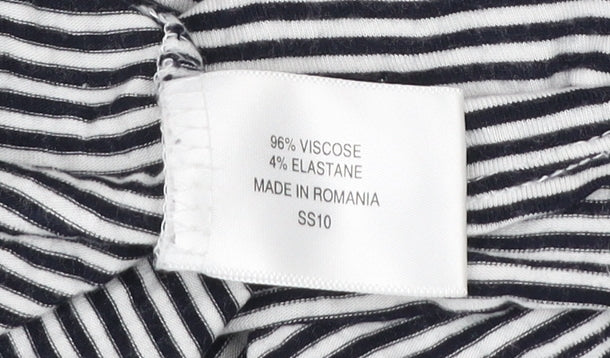 96% VISCOSE
4% ELASTANE
MADE IN ROMANIA
SS10